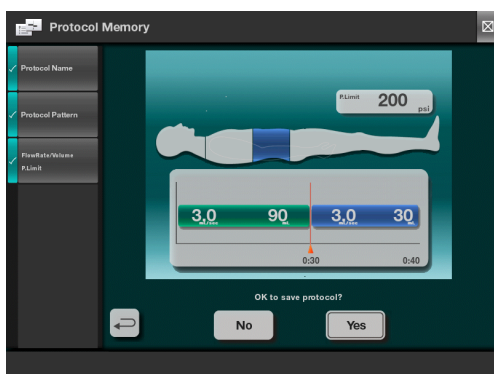 Protocol Memory
Protocol Name
Protocol Pattern
FlowRate/Volume
P.Limit
P.Limit 200 psi
3.0 mL/sec 90 mL 3.0 mL/sec 30 mL
0:30 0:40
OK to save protocol?
No Yes